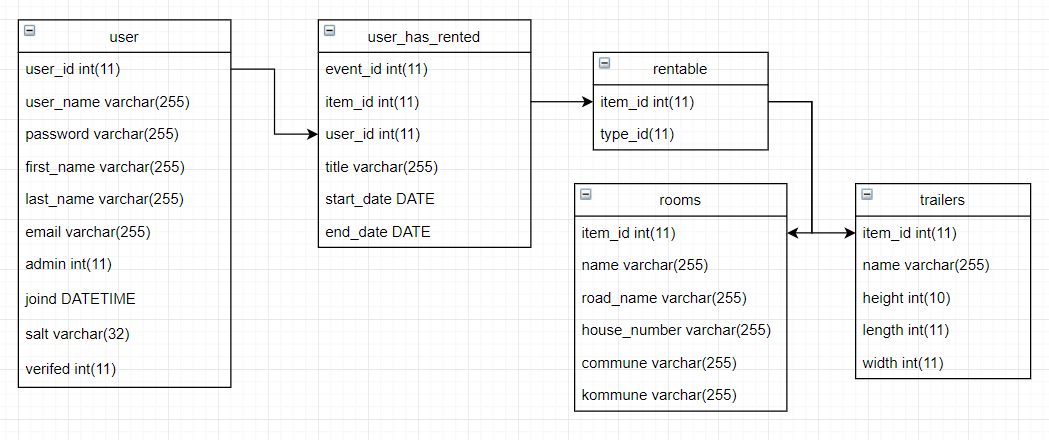 user
user_id int(11)
user_name varchar(255)
password varchar(255)
first_name varchar(255)
last_name varchar(255)
email varchar(255)
admin int(11)
joind DATETIME
salt varchar(32)
verifed int(11)
user_has_rented
event_id int(11)
item_id int(11)
user_id int(11)
title varchar(255)
start_date DATE
end_date DATE
rentable
item_id int(11)
type_id(11)
rooms
item_id int(11)
name varchar(255)
road_name varchar(255)
house_number varchar(255)
commune varchar(255)
kommune varchar(255)
trailers
item_id int(11)
name varchar(255)
height int(10)
length int(11)
width int(11)